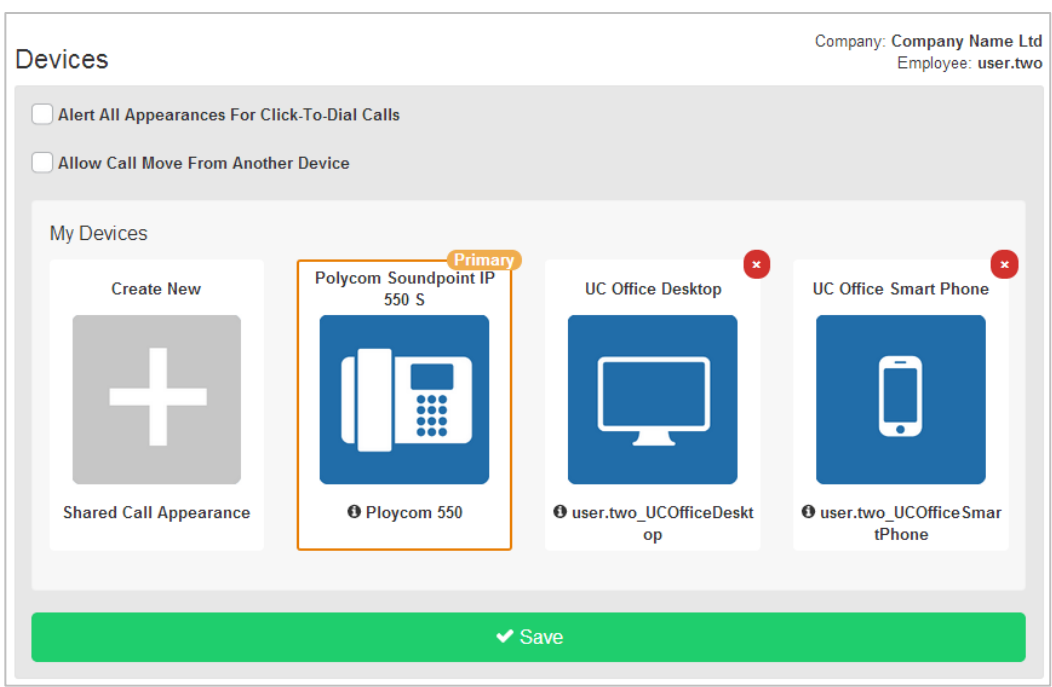 Devices
Company: Company Name Ltd
Employee: user.two
Alert All Appearances For Click-To-Dial Calls
Allow Call Move From Another Device
My Devices
Create New
Shared Call Appearance
Primary
Polycom Soundpoint IP
550 S
Ploycom 550
UC Office Desktop
user.two_UCOfficeDeskt
op
UC Office Smart Phone
user.two_UCOfficeSmar
tPhone
Save